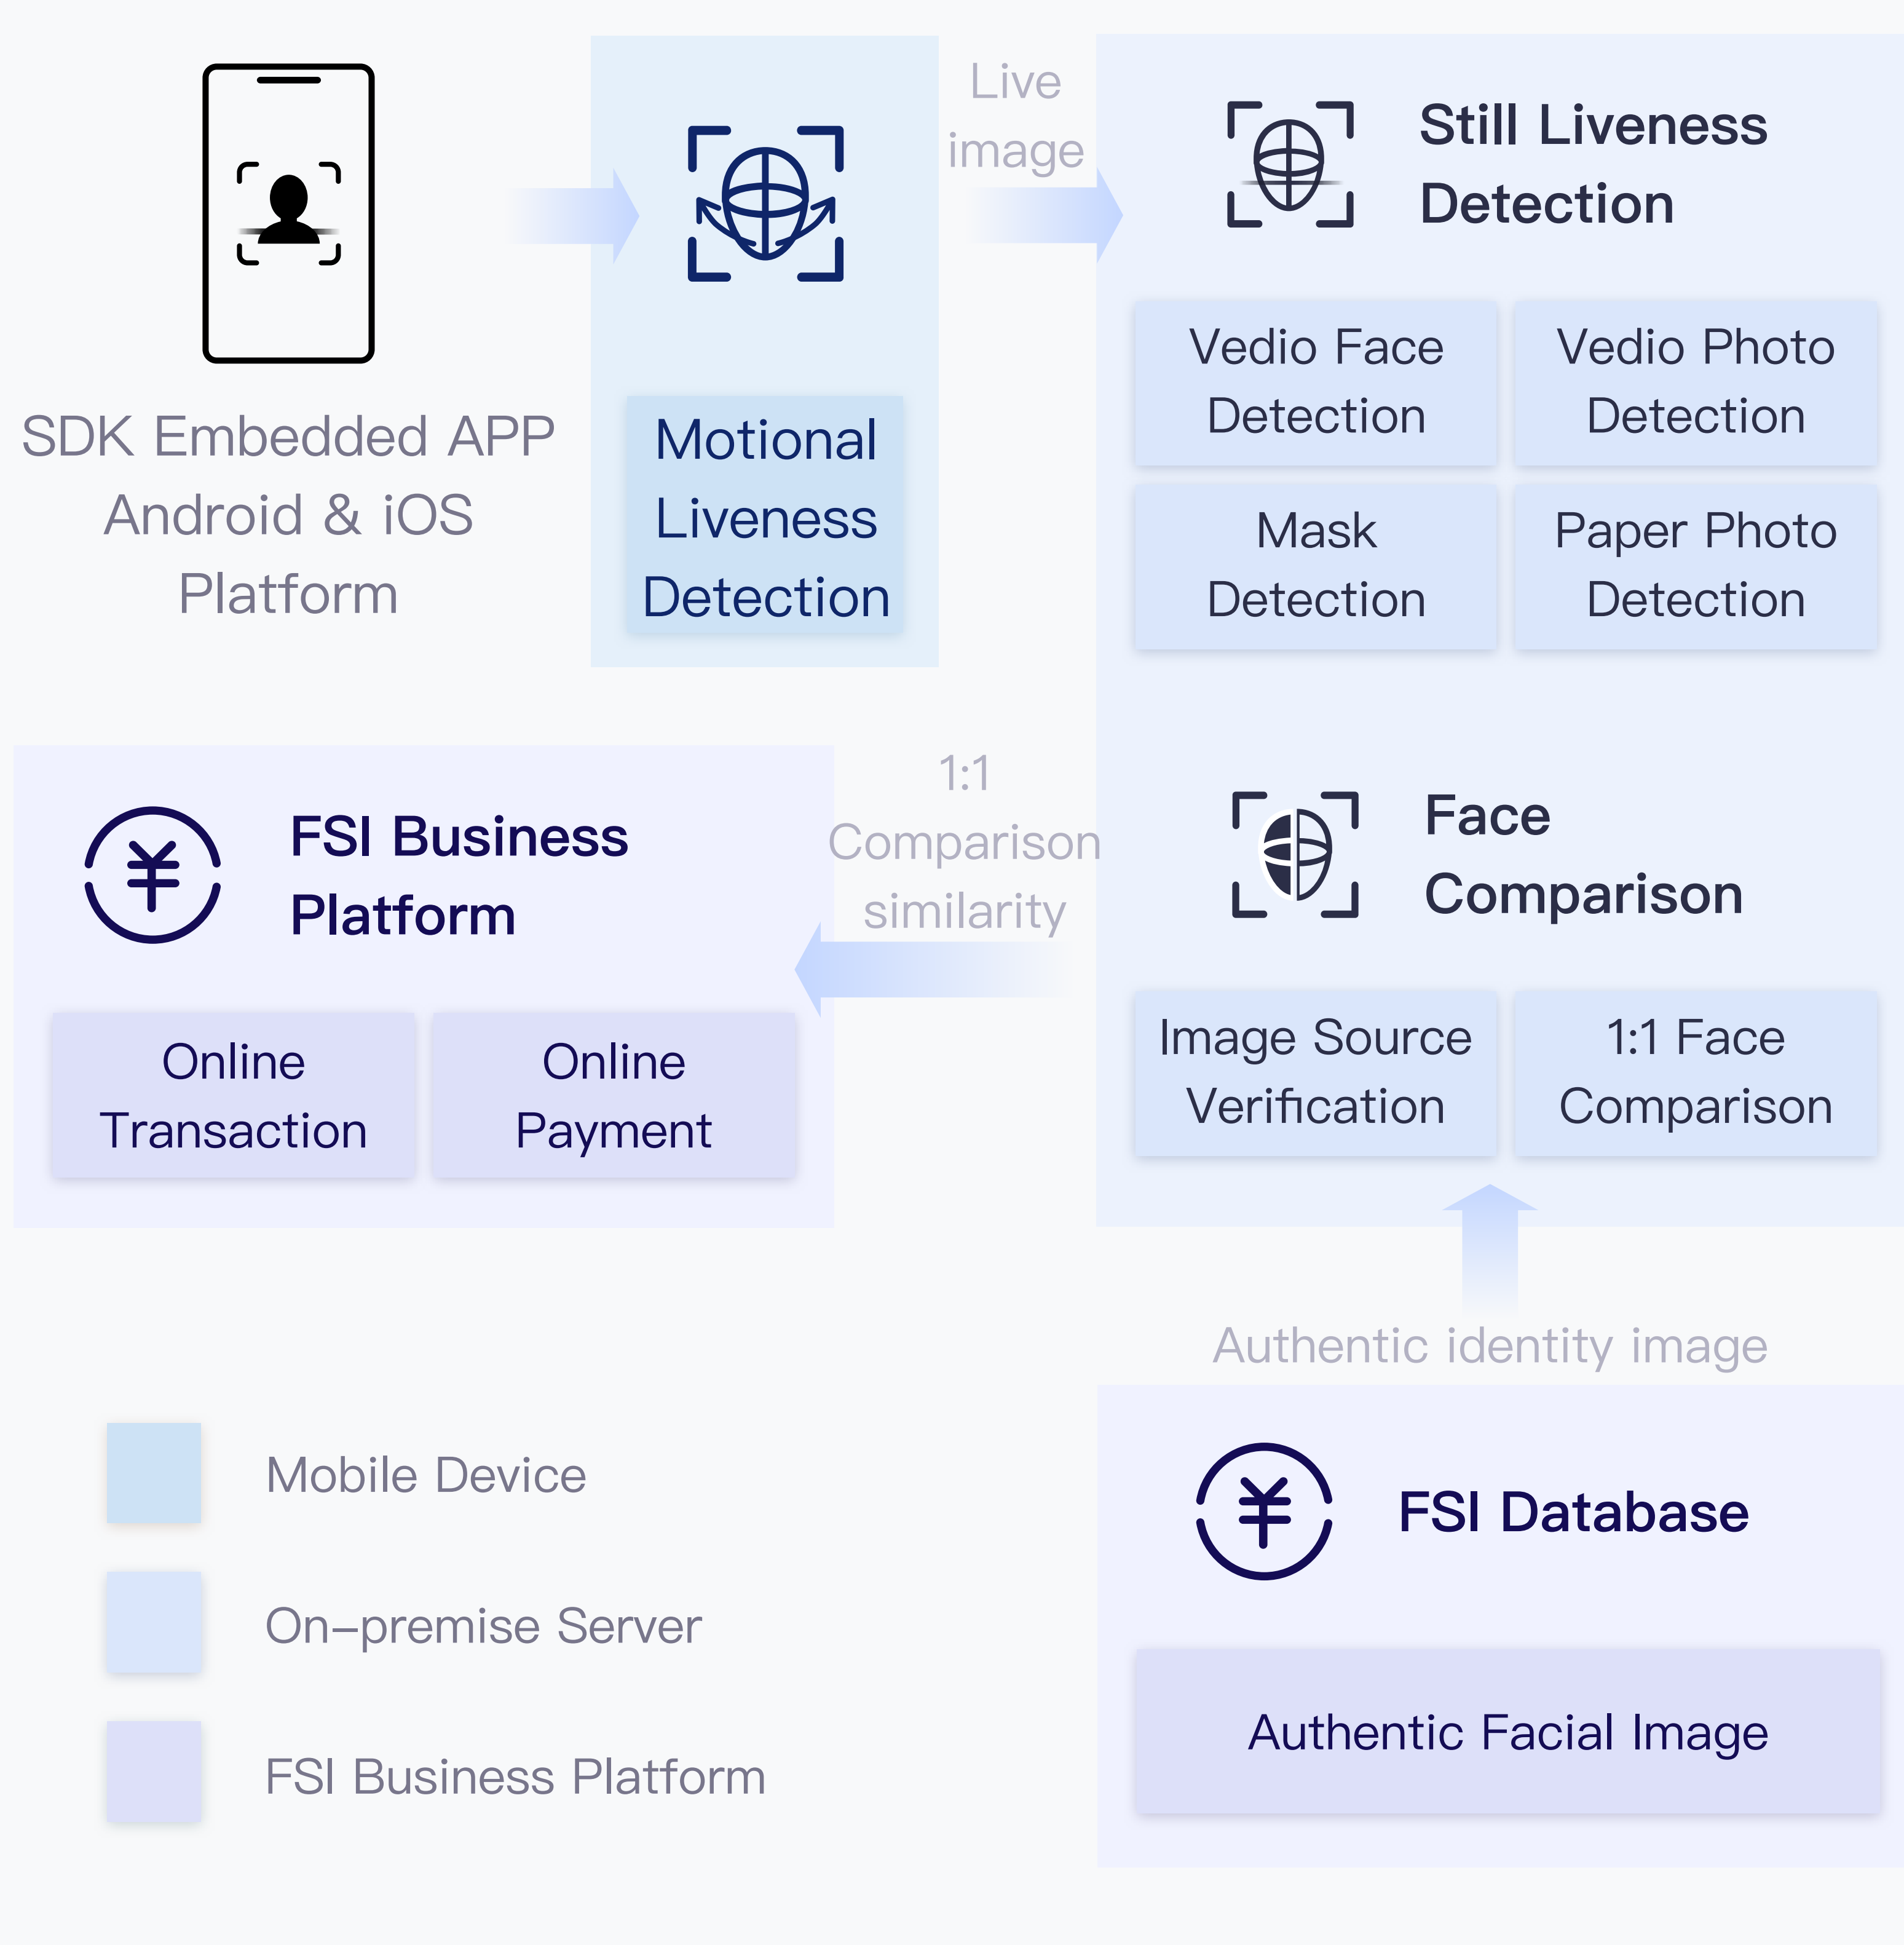 SDK Embedded APP
Android & iOS
Platform
Motional
Liveness
Detection
Live
image
Still Liveness
Detection
Vedio Face
Detection
Vedio Photo
Detection
Mask
Detection
Paper Photo
Detection
Face
Comparison
Image Source
Verification
1:1 Face
Comparison
1:1
Comparison
similarity
FSI Business
Platform
Online
Transaction
Online
Payment
Authentic identity image
FSI Database
Authentic Facial Image
Mobile Device
On-premise Server
FSI Business Platform